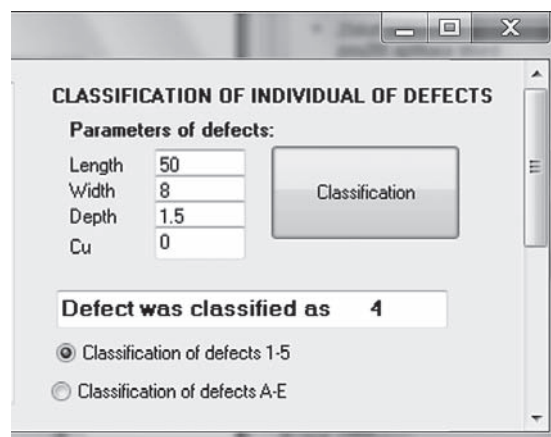 CLASSIFICATION OF INDIVIDUAL OF DEFECTS
Parameters of defects:
Length 50
Width 8
Depth 1.5
Cu 0
Classification
Defect was classified as 4
Classification of defects 1-5
Classification of defects A-E